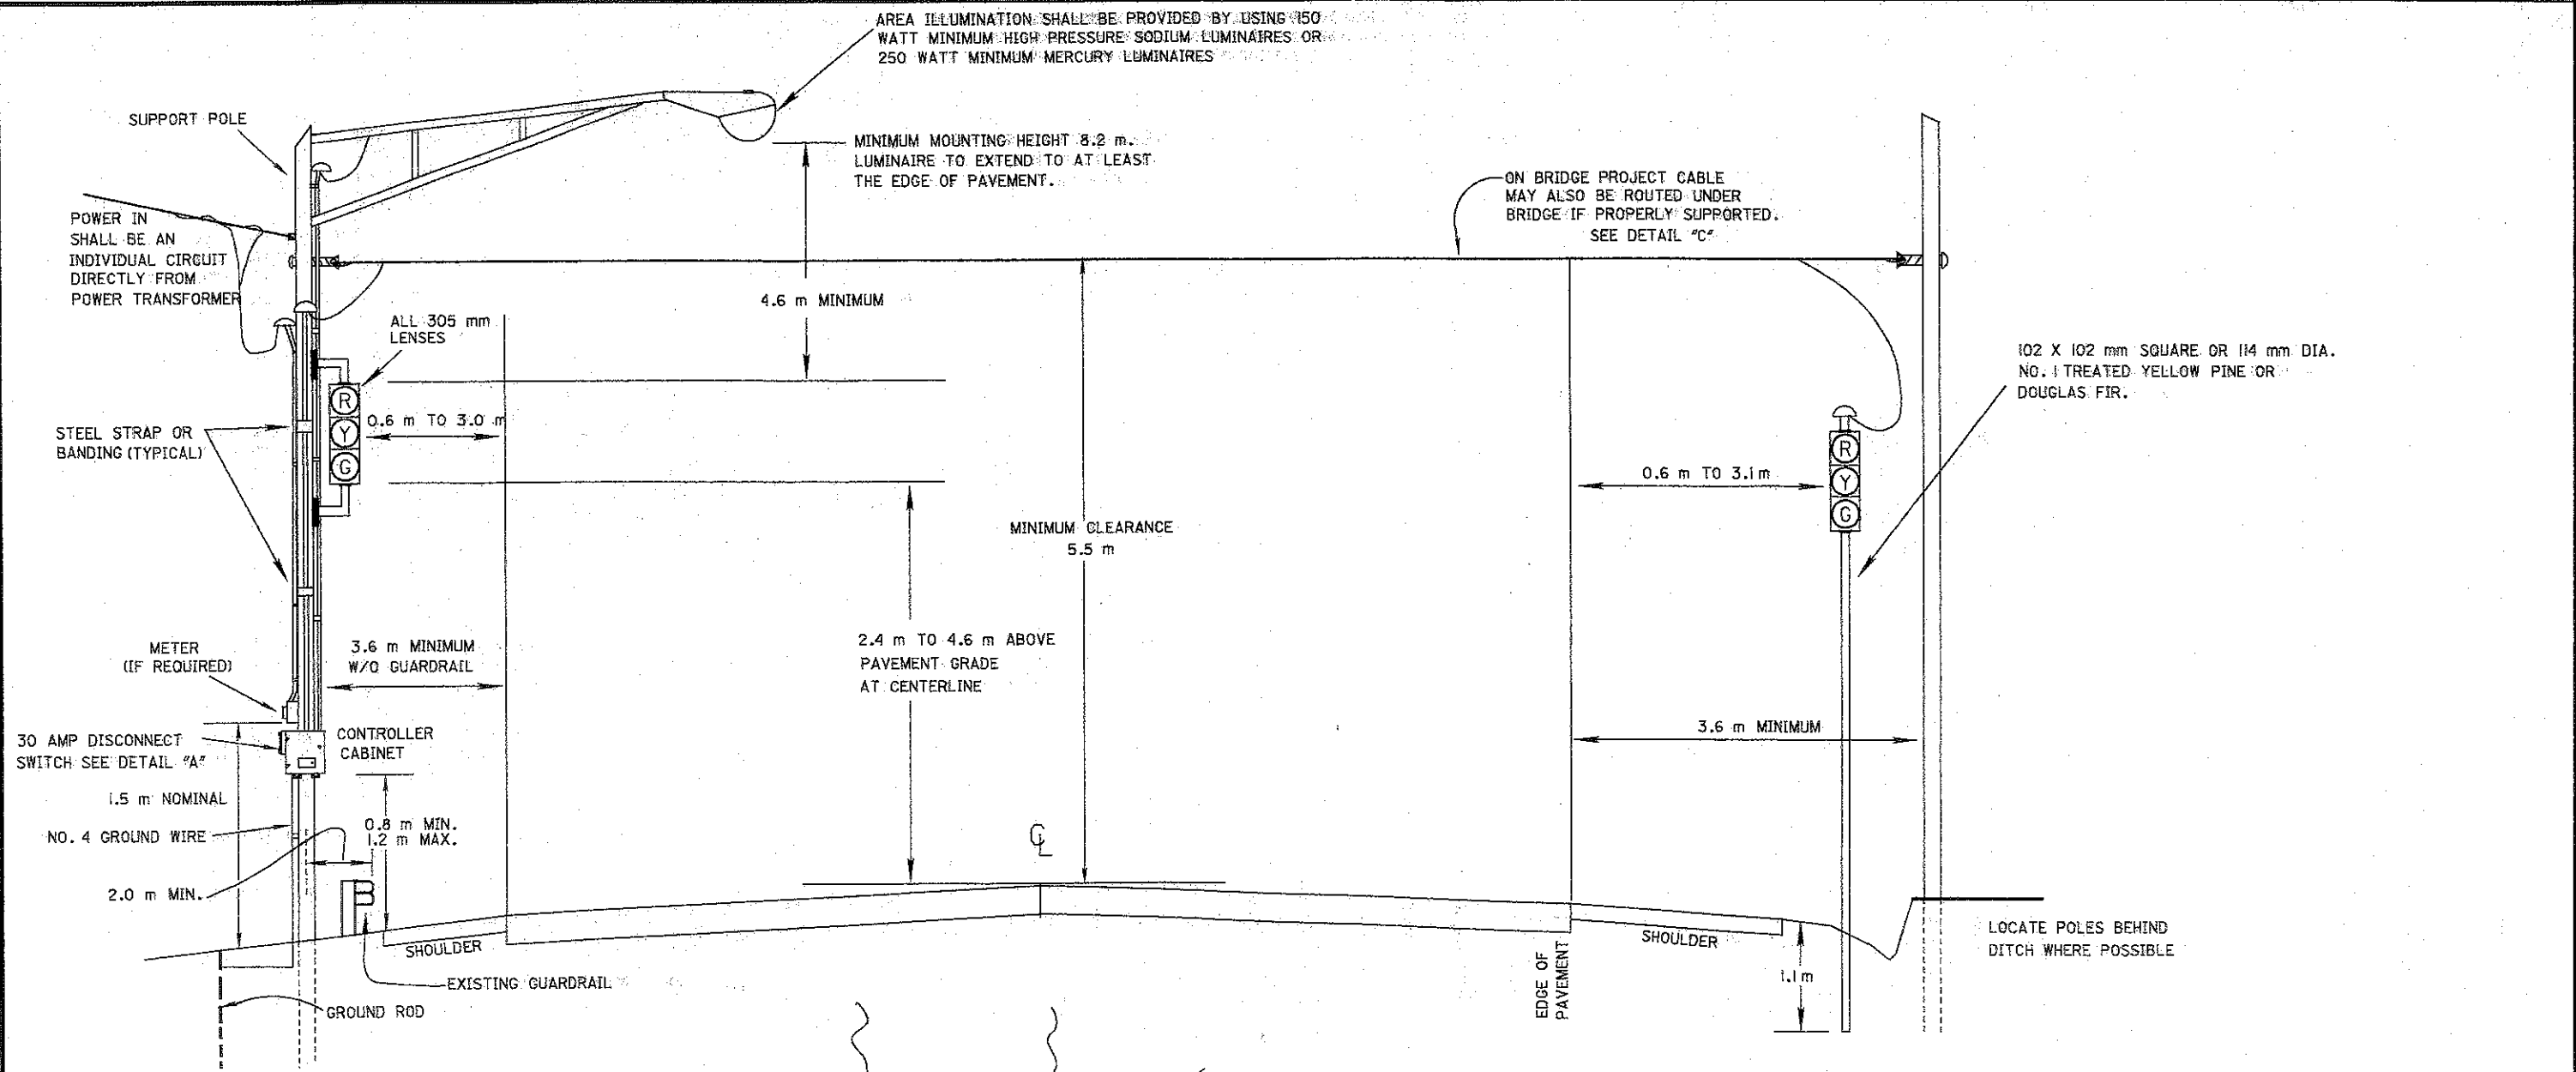 AREA ILLUMINATION SHALL BE PROVIDED BY USING 150
WATT MINIMUM HIGH PRESSURE SODIUM LUMINAIRES OR
250 WATT MINIMUM MERCURY LUMINAIRES
SUPPORT POLE
MINIMUM MOUNTING HEIGHT 8.2 m.
LUMINAIRE TO EXTEND TO AT LEAST
THE EDGE OF PAVEMENT.
ON BRIDGE PROJECT CABLE
MAY ALSO BE ROUTED UNDER
BRIDGE IF PROPERLY SUPPORTED.
SEE DETAIL "C"
POWER IN
SHALL BE AN
INDIVIDUAL CIRCUIT
DIRECTLY FROM
POWER TRANSFORMER
4.6 m MINIMUM
ALL 305 mm
LENSES
102 X 102 mm SQUARE OR 114 mm DIA.
NO. 1 TREATED YELLOW PINE OR
DOUGLAS FIR.
R
Y
G
0.6 m TO 3.0 m
STEEL STRAP OR
BANDING (TYPICAL)
R
Y
G
0.6 m TO 3.1m
MINIMUM CLEARANCE
5.5 m
2.4 m TO 4.6 m ABOVE
PAVEMENT GRADE
AT CENTERLINE
METER
(IF REQUIRED)
3.6 m MINIMUM
W/O GUARDRAIL
3.6 m MINIMUM
30 AMP DISCONNECT
SWITCH SEE DETAIL "A"
CONTROLLER
CABINET
1.5 m NOMINAL
NO. 4 GROUND WIRE
0.8 m MIN.
1.2 m MAX.
CL
2.0 m MIN.
SHOULDER
EXISTING GUARDRAIL
GROUND ROD
EDGE OF
PAVEMENT
SHOULDER
1.1m
LOCATE POLES BEHIND
DITCH WHERE POSSIBLE